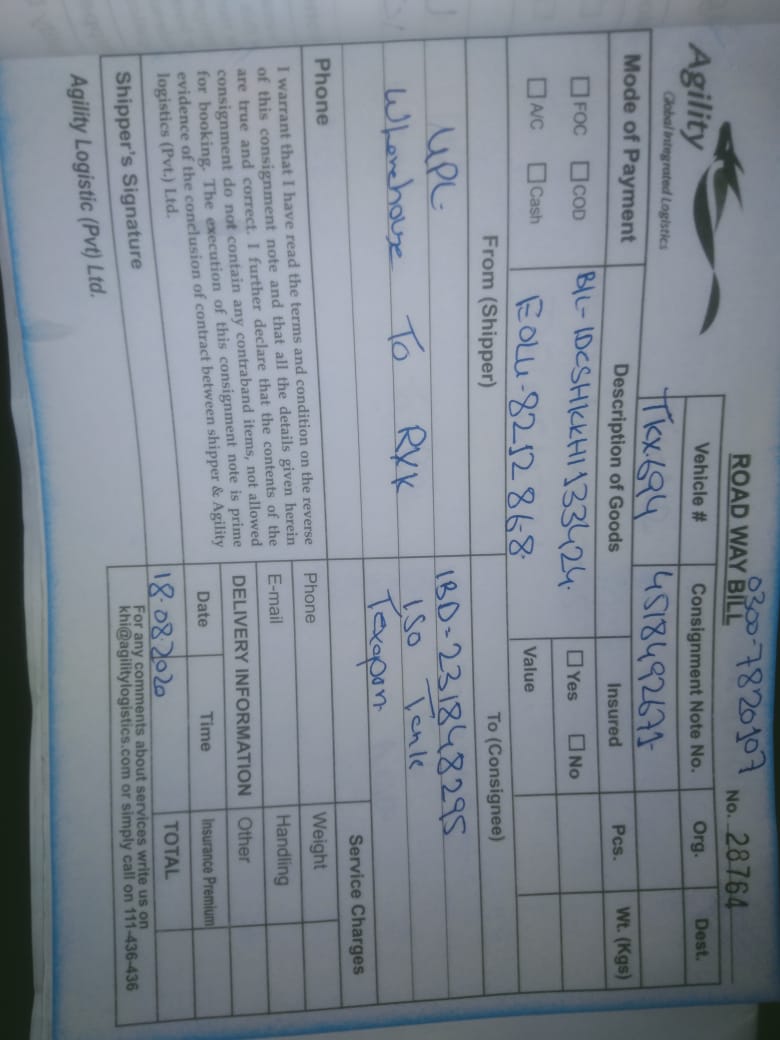 0300-7820107
ROAD WAY BILL
No. 28764
Agility
Global Integrated Logistics
Vehicle #
Consignment Note No.
Org.
Dest.
TKX.694
4518492671
Mode of Payment
Description of Goods
Insured
Pcs.
Wt. (Kgs)
FOC COD
B/L-IDCSHKKHI133424.
Yes No
A/C Cash
EOLU-8212868
Value
From (Shipper)
To (Consignee)
UPL
IBD-231848295
Wherehouse To RYK
ISO Tank
Texapon
Service Charges
Phone
Phone
Weight
E-mail
Handling
DELIVERY INFORMATION
Other
Date
Time
Insurance Premium
18.08.2020
TOTAL
I warrant that I have read the terms and condition on the reverse
of this consignment note and that all the details given herein
are true and correct. I further declare that the contents of the
consignment do not contain any contraband items, not allowed
for booking. The execution of this consignment note is prime
evidence of the conclusion of contract between shipper & Agility
logistics (Pvt.) Ltd.
Shipper's Signature
For any comments about services write us on
khi@agilitylogistics.com or simply call on 111-436-436
Agility Logistic (Pvt) Ltd.